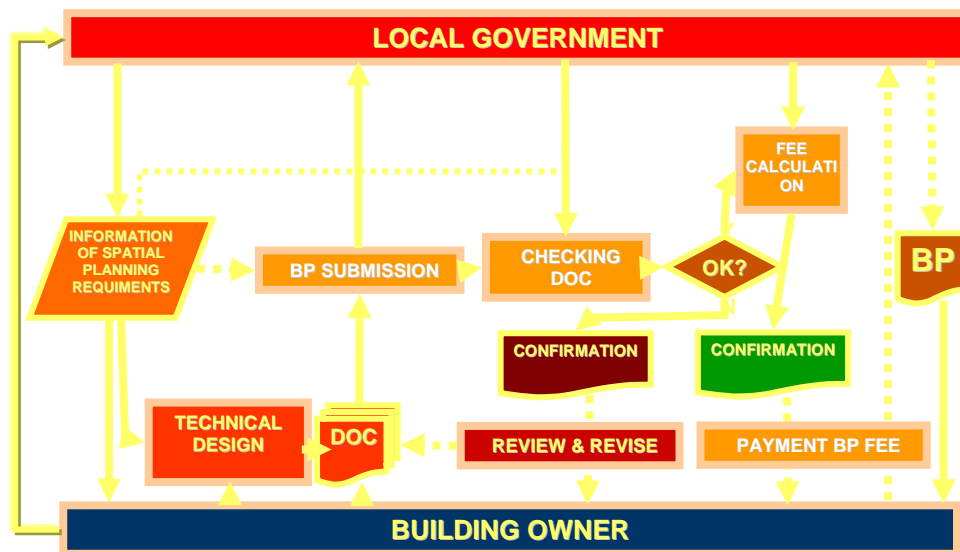 LOCAL GOVERNMENT
FEE
CALCULATI
ON
INFORMATION
OF SPATIAL
PLANNING
REQUIMENTS
BP SUBMISSION
CHECKING
DOC
OK?
BP
CONFIRMATION
CONFIRMATION
TECHNICAL
DESIGN
DOC
REVIEW & REVISE
PAYMENT BP FEE
BUILDING OWNER